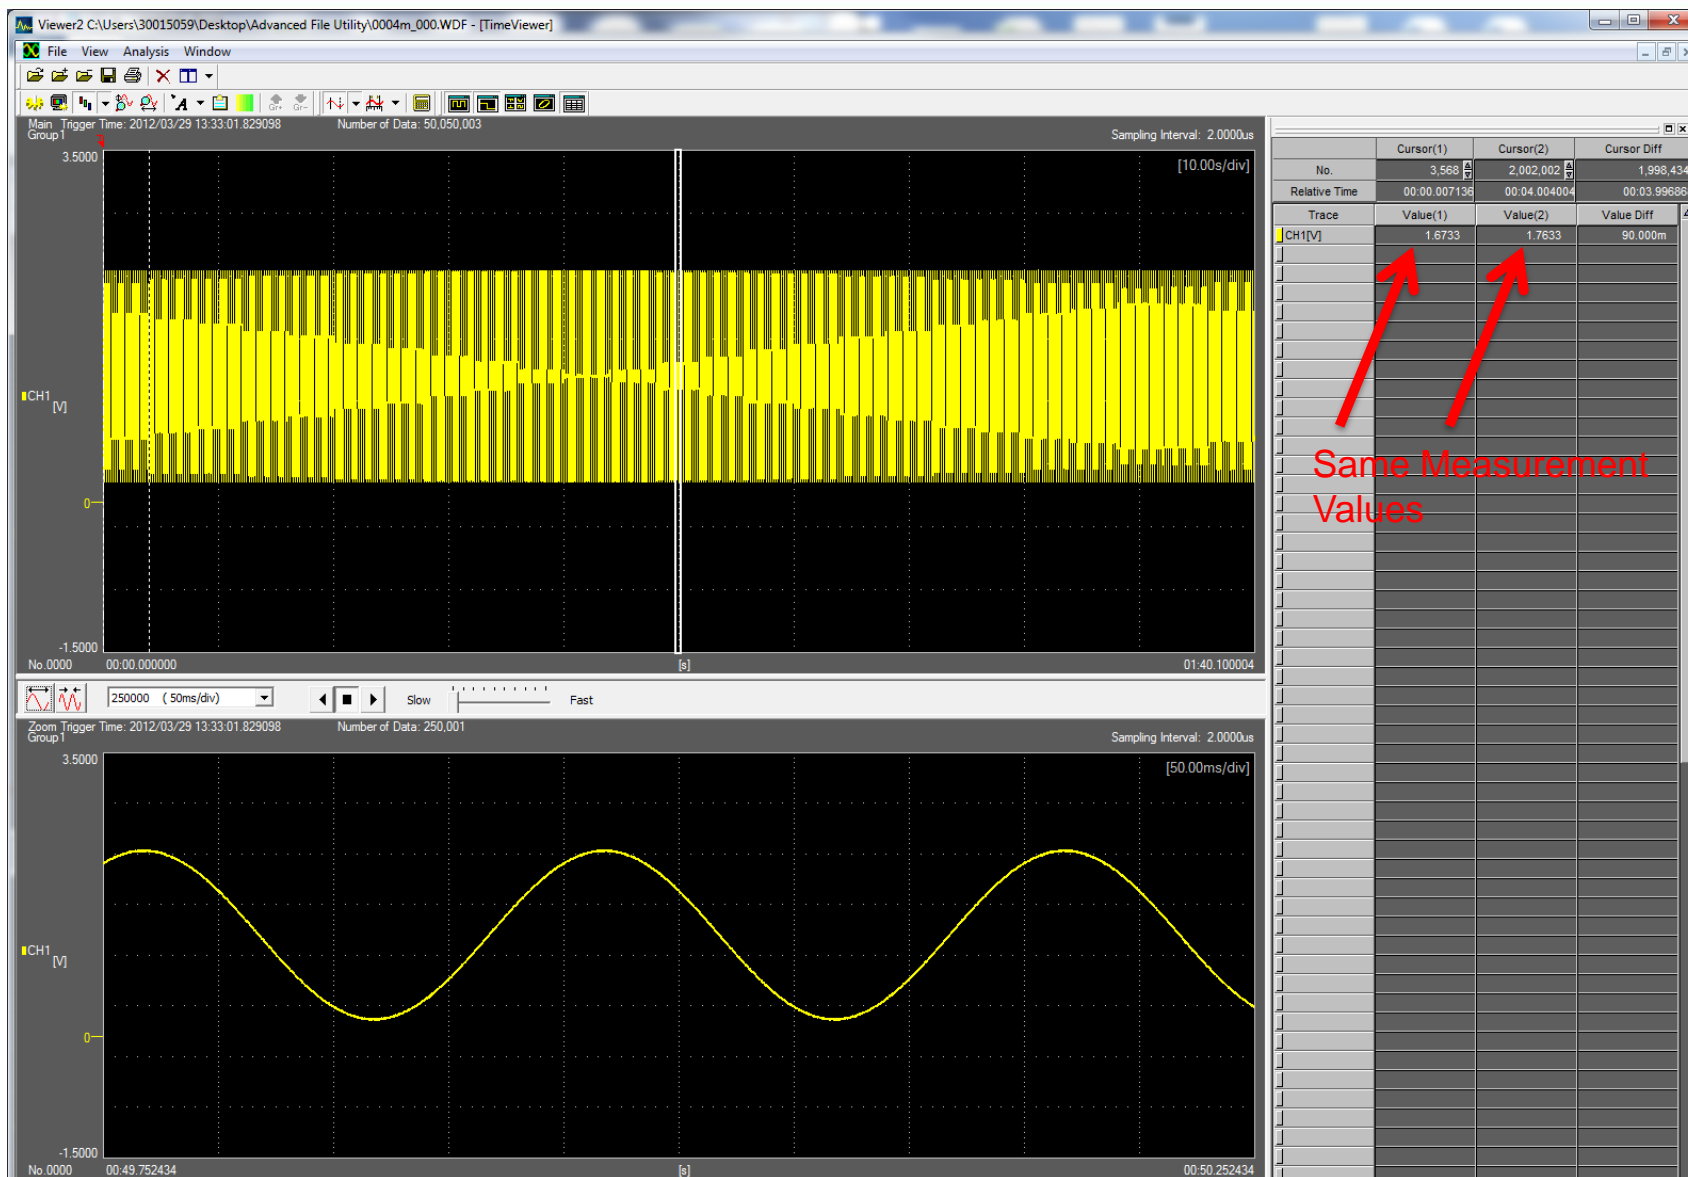 Viewer2 C:\Users\30015059\Desktop\Advanced File Utility\0004m_000.WDF - [TimeViewer]
File View Analysis Window
Main Trigger Time: 2012/03/29 13:33:01.829098 Number of Data: 50,050,003
Group1
Sampling Interval: 2.0000us
3.5000
[10.00s/div]
CH1
[V]
0
-1.5000
No.0000 00:00.000000 [s] 01:40.100004
250000 ( 50ms/div) Slow Fast
Zoom Trigger Time: 2012/03/29 13:33:01.829098 Number of Data: 250,001
Group1
Sampling Interval: 2.0000us
3.5000
[50.00ms/div]
CH1
[V]
0
-1.5000
No.0000 00:49.752434 [s] 00:50.252434
Cursor(1) Cursor(2) Cursor Diff
No. 3,568 2,002,002 1,998,434
Relative Time 00:00.007136 00:04.004004 00:03.996868
Trace Value(1) Value(2) Value Diff
CH1[V] 1.6733 1.7633 90.000m
Same Measurement
Values